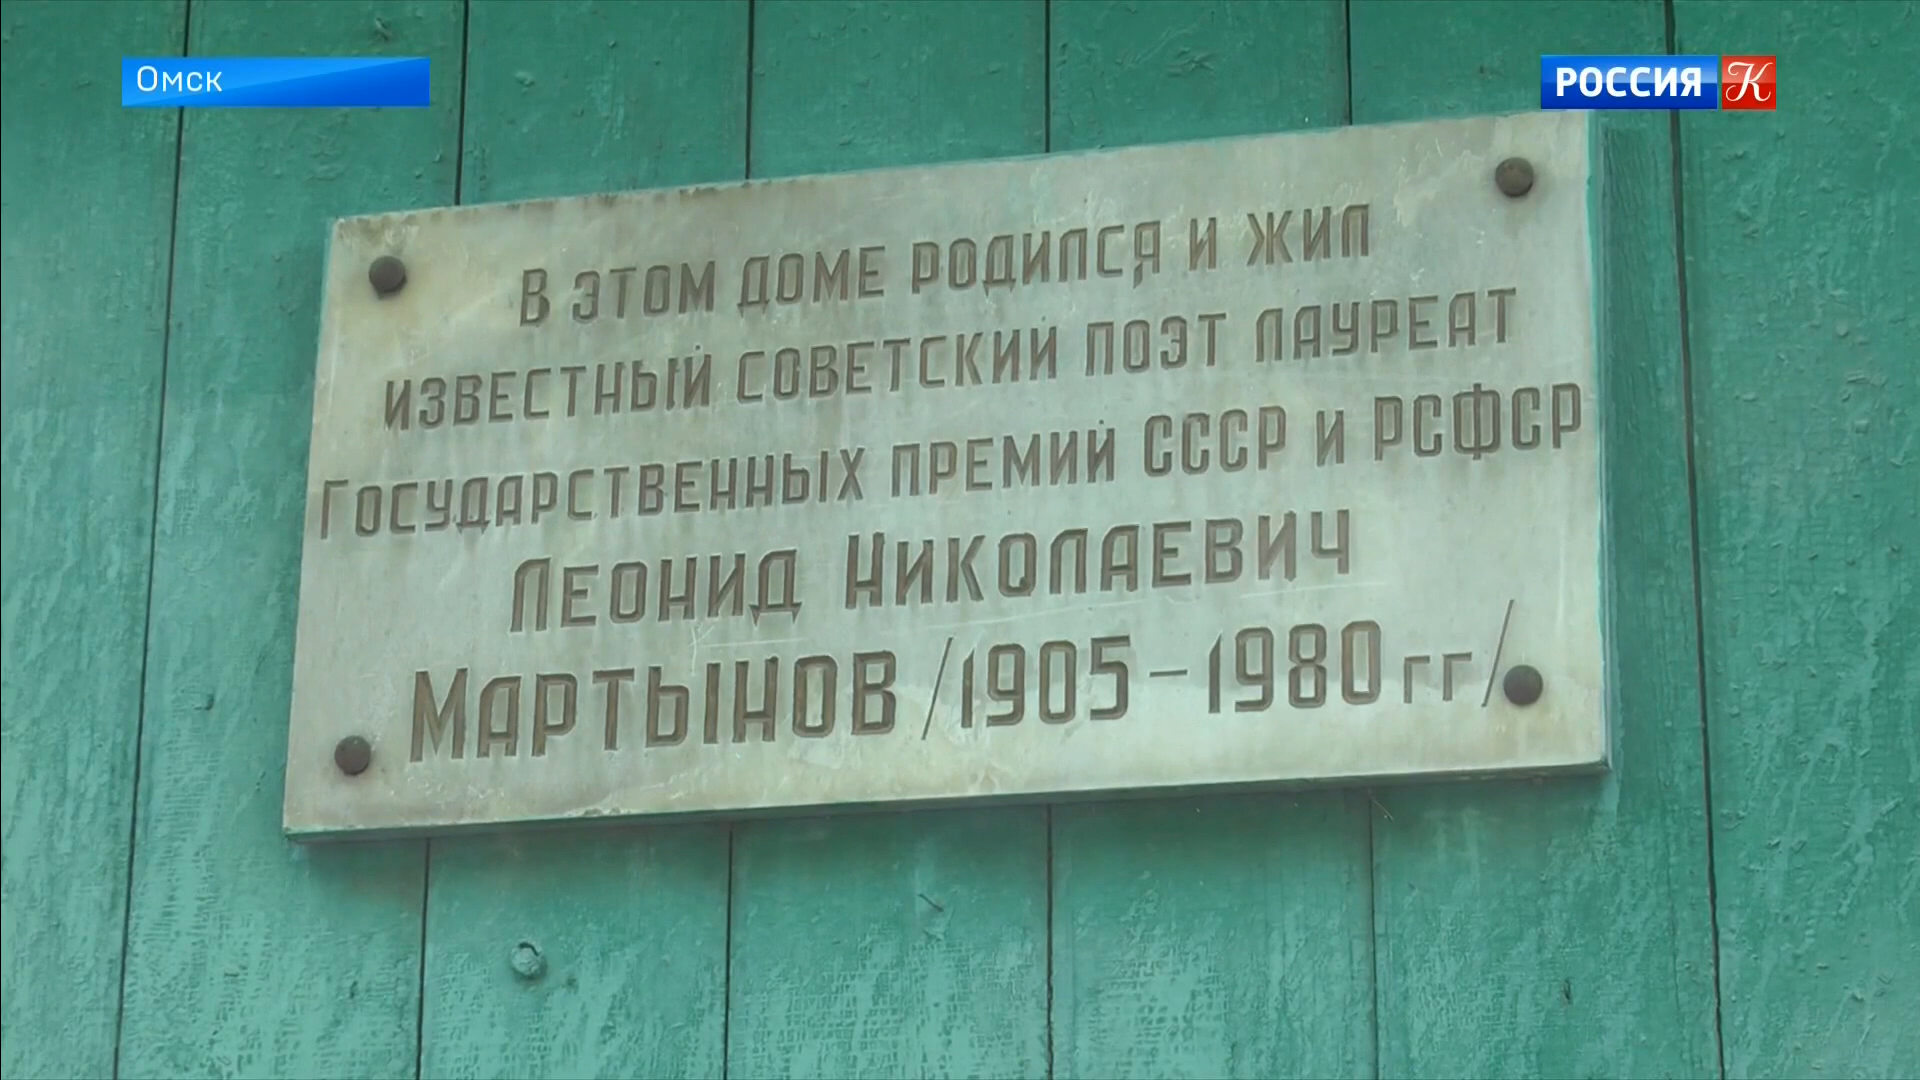 Омск
РОССИЯ К
В ЭТОМ ДОМЕ РОДИЛСЯ И ЖИЛ
ИЗВЕСТНЫЙ СОВЕТСКИЙ ПОЭТ ЛАУРЕАТ
ГОСУДАРСТВЕННЫХ ПРЕМИЙ СССР И РСФСР
ЛЕОНИД НИКОЛАЕВИЧ
МАРТЫНОВ /1905-1980 гг/